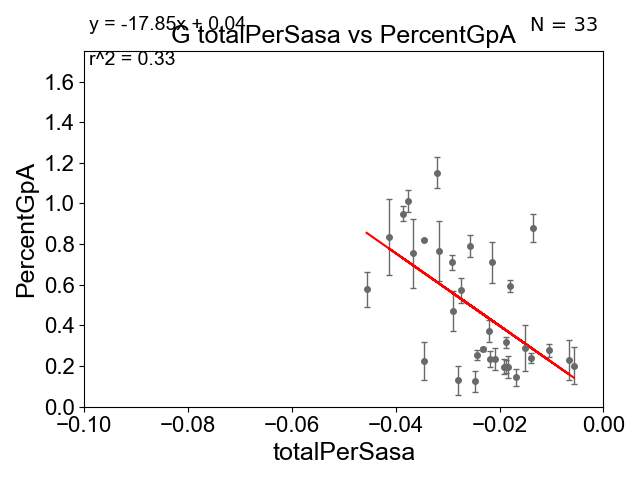 y = -17.85x + 0.04
N = 33
G totalPerSasa vs PercentGpA
r^2 = 0.33
1.6
1.4
1.2
1.0
0.8
0.6
0.4
0.2
0.0
PercentGpA
−0.10 −0.08 −0.06 −0.04 −0.02 0.00
totalPerSasa